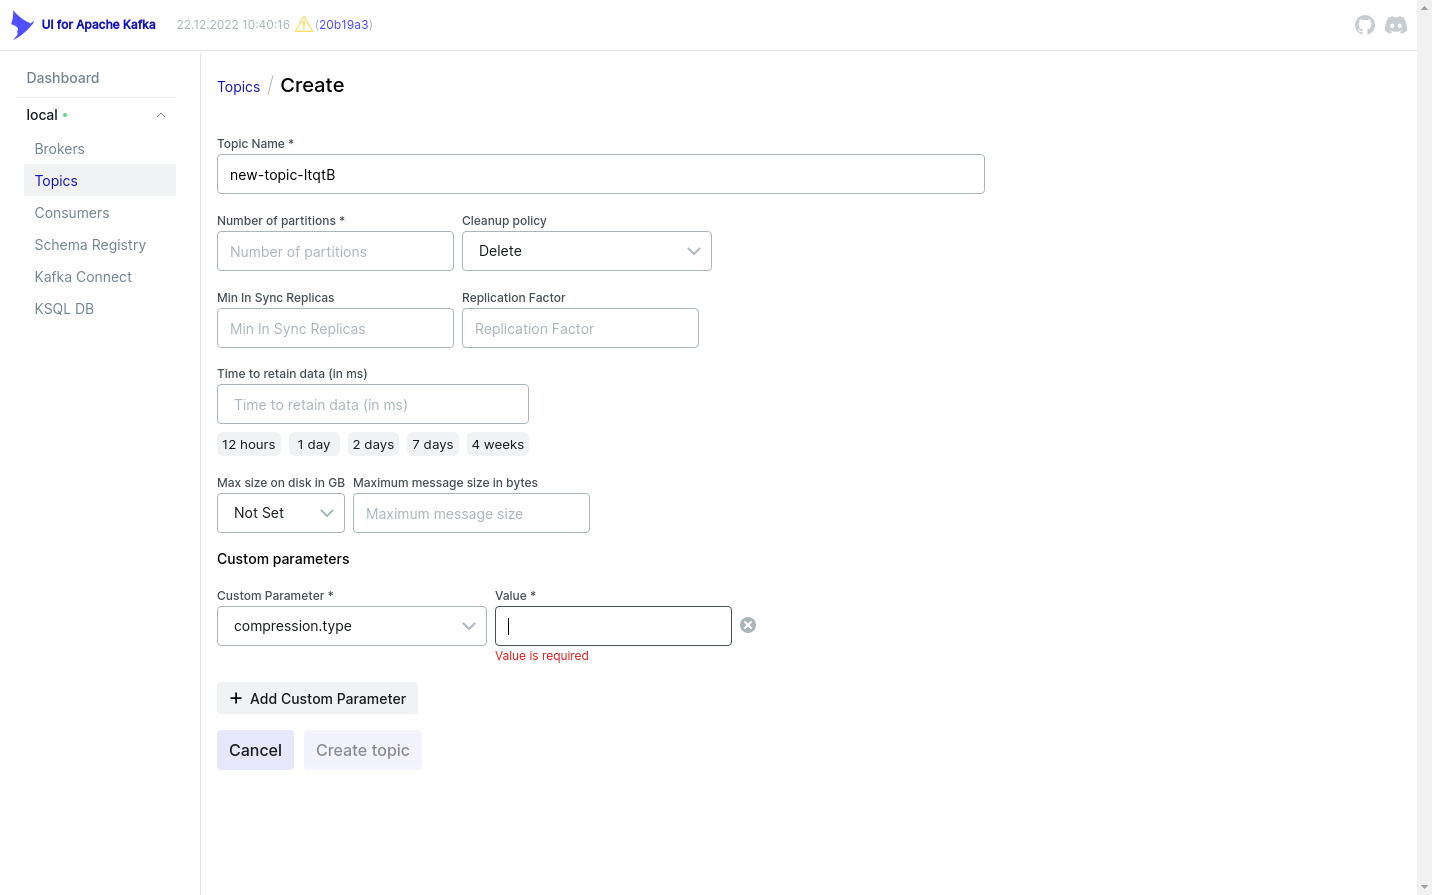 UI for Apache Kafka 22.12.2022 10:40:16 (20b19a3)
Dashboard
local
Brokers
Topics
Consumers
Schema Registry
Kafka Connect
KSQL DB
Topics / Create
Topic Name *
new-topic-ltqtB
Number of partitions * Cleanup policy
Number of partitions Delete
Min In Sync Replicas Replication Factor
Min In Sync Replicas Replication Factor
Time to retain data (in ms)
Time to retain data (in ms)
12 hours 1 day 2 days 7 days 4 weeks
Max size on disk in GB Maximum message size in bytes
Not Set Maximum message size
Custom parameters
Custom Parameter * Value *
compression.type
Value is required
+ Add Custom Parameter
Cancel Create topic